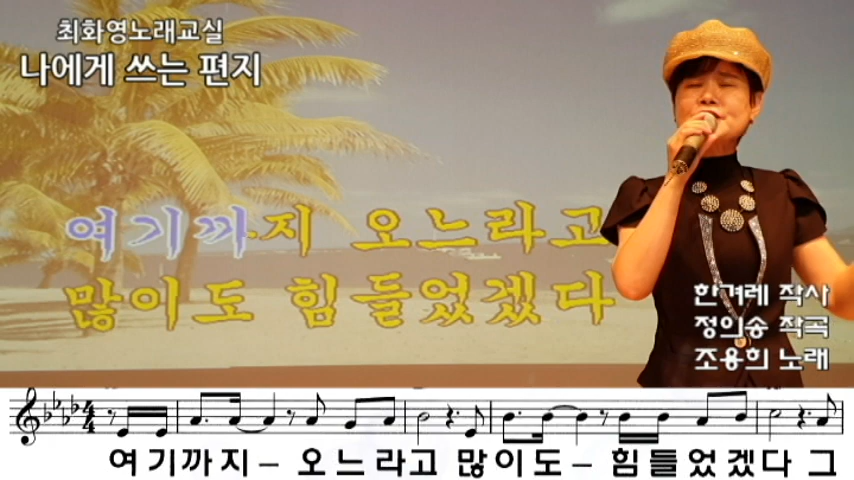 최화영노래교실
나에게 쓰는 편지
여기까지 오느라고
많이도 힘들었겠다
한겨레 작사
정의송 작곡
조용희 노래
여기까지 – 오느라고 많이도 – 힘들었겠다 그